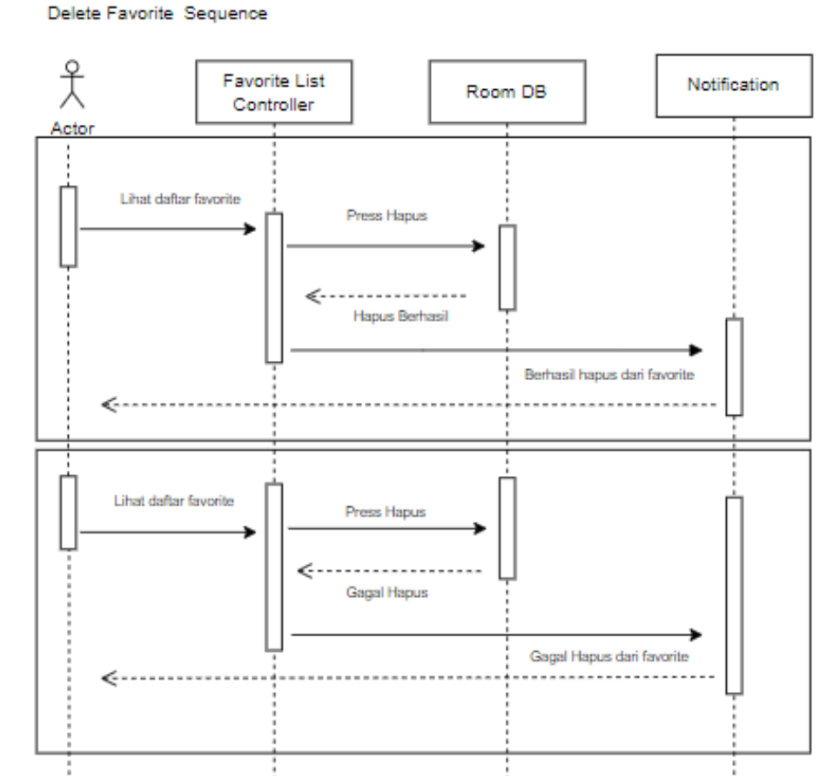 Delete Favorite Sequence
Favorite List
Controller
Room DB
Notification
Actor
Lihat daftar favorite
Press Hapus
Hapus Berhasil
Berhasil hapus dari favorite
Lihat daftar favorite
Press Hapus
Gagal Hapus
Gagal Hapus dari favorite